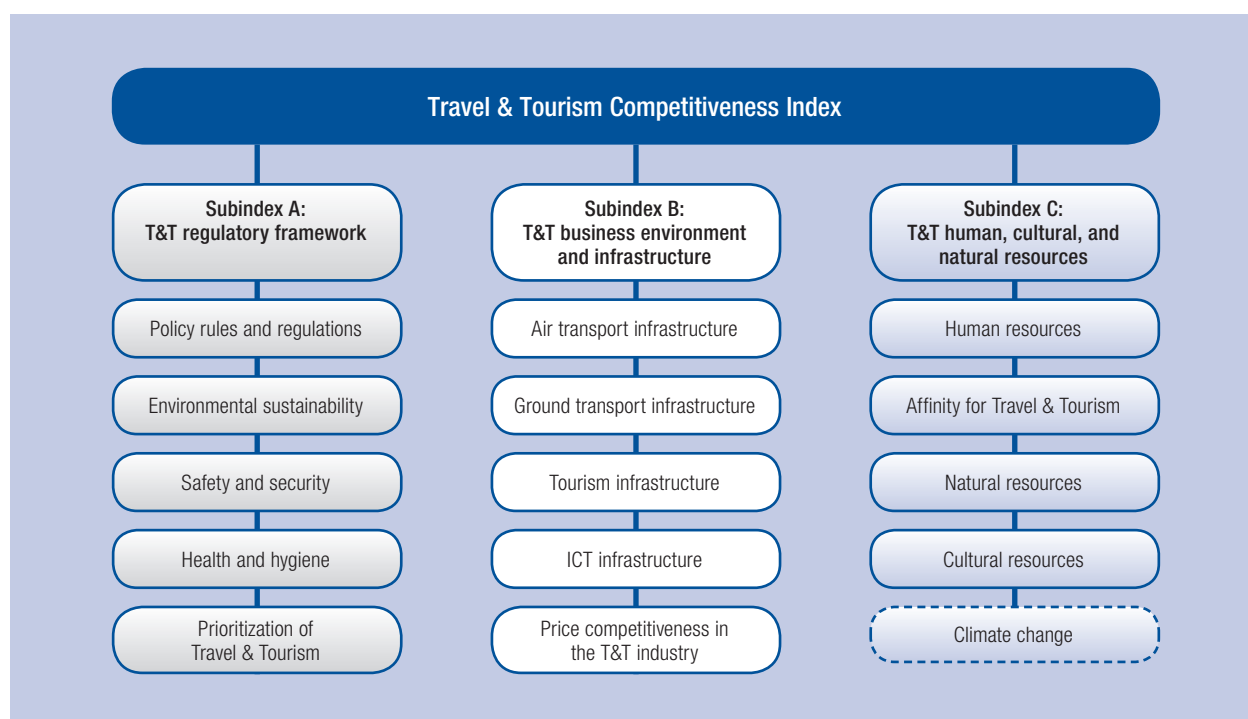 Travel & Tourism Competitiveness Index
Subindex A:
T&T regulatory framework
Policy rules and regulations
Environmental sustainability
Safety and security
Health and hygiene
Prioritization of
Travel & Tourism
Subindex B:
T&T business environment
and infrastructure
Air transport infrastructure
Ground transport infrastructure
Tourism infrastructure
ICT infrastructure
Price competitiveness in
the T&T industry
Subindex C:
T&T human, cultural, and
natural resources
Human resources
Affinity for Travel & Tourism
Natural resources
Cultural resources
Climate change